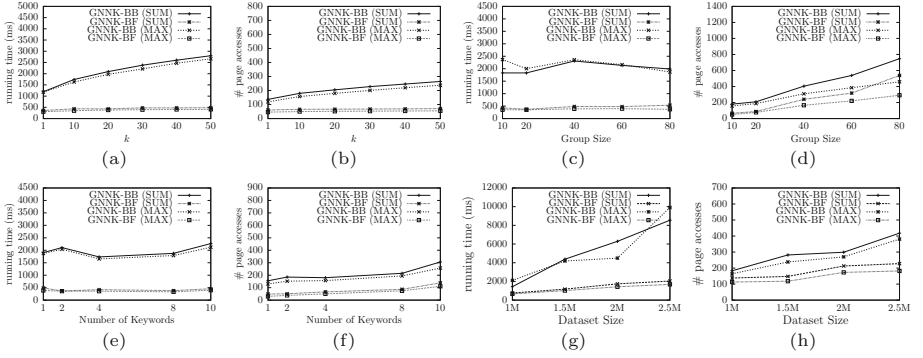 GNNK-BB (SUM)
GNNK-BF (SUM)
GNNK-BB (MAX)
GNNK-BF (MAX)
running time (ms)
5000
4500
4000
3500
3000
2500
2000
1500
1000
500
0
1 10 20 30 40 50
k
(a)
GNNK-BB (SUM)
GNNK-BF (SUM)
GNNK-BB (MAX)
GNNK-BF (MAX)
# page accesses
800
700
600
500
400
300
200
100
0
1 10 20 30 40 50
k
(b)
GNNK-BB (SUM)
GNNK-BF (SUM)
GNNK-BB (MAX)
GNNK-BF (MAX)
running time (ms)
4500
4000
3500
3000
2500
2000
1500
1000
500
0
10 20 40 60 80
Group Size
(c)
GNNK-BB (SUM)
GNNK-BF (SUM)
GNNK-BB (MAX)
GNNK-BF (MAX)
# page accesses
1400
1200
1000
800
600
400
200
0
10 20 40 60 80
Group Size
(d)
GNNK-BB (SUM)
GNNK-BF (SUM)
GNNK-BB (MAX)
GNNK-BF (MAX)
running time (ms)
4500
4000
3500
3000
2500
2000
1500
1000
500
0
1 2 4 8 10
Number of Keywords
(e)
GNNK-BB (SUM)
GNNK-BF (SUM)
GNNK-BB (MAX)
GNNK-BF (MAX)
# page accesses
900
800
700
600
500
400
300
200
100
0
1 2 4 8 10
Number of Keywords
(f)
GNNK-BB (SUM)
GNNK-BF (SUM)
GNNK-BB (MAX)
GNNK-BF (MAX)
running time (ms)
12000
10000
8000
6000
4000
2000
0
1M 1.5M 2M 2.5M
Dataset Size
(g)
GNNK-BB (SUM)
GNNK-BF (SUM)
GNNK-BB (MAX)
GNNK-BF (MAX)
# page accesses
700
600
500
400
300
200
100
0
1M 1.5M 2M 2.5M
Dataset Size
(h)